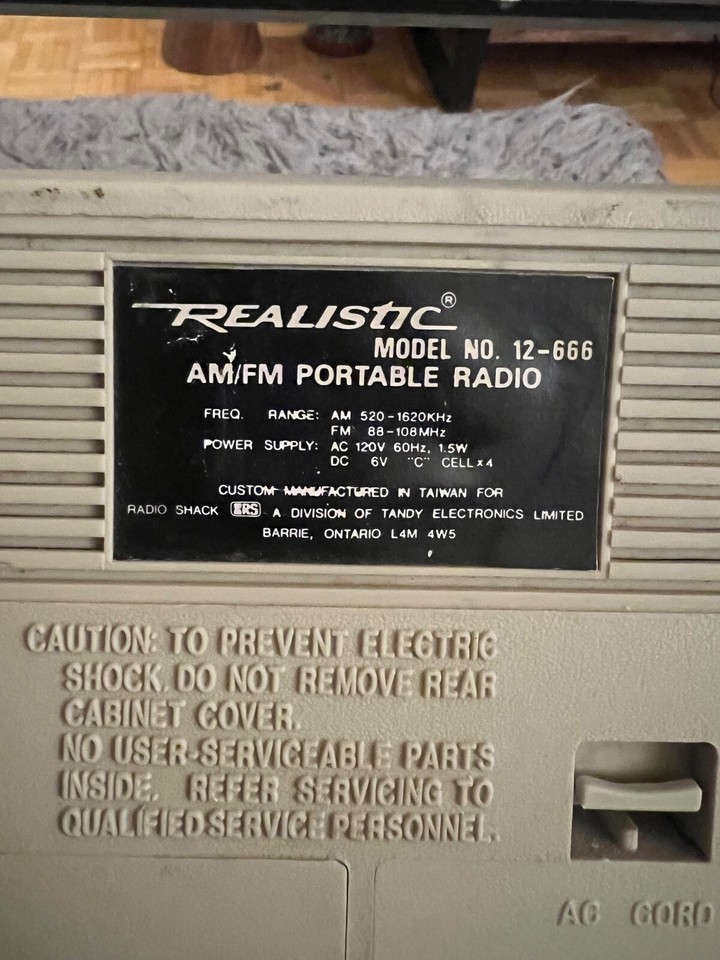 REALISTIC®
MODEL NO. 12-666
AM/FM PORTABLE RADIO
FREQ. RANGE: AM 520-1620KHz
FM 88-108MHz
POWER SUPPLY: AC 120V 60Hz, 1.5W
DC 6V "C" CELL x 4
CUSTOM MANUFACTURED IN TAIWAN FOR
RADIO SHACK ERS A DIVISION OF TANDY ELECTRONICS LIMITED
BARRIE, ONTARIO L4M 4W5
CAUTION: TO PREVENT ELECTRIC
SHOCK, DO NOT REMOVE REAR
CABINET COVER.
NO USER-SERVICEABLE PARTS
INSIDE. REFER SERVICING TO
QUALIFIED SERVICE PERSONNEL.
AC CORD